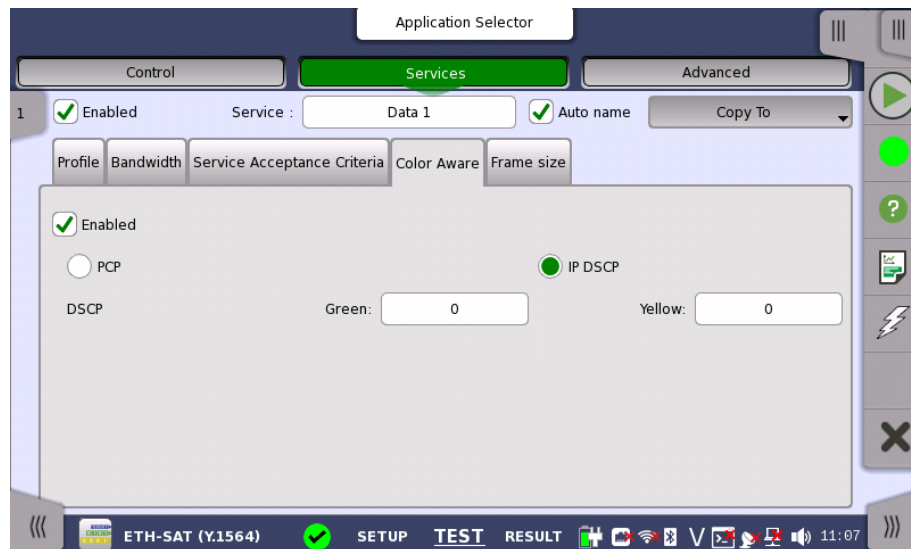 Application Selector
Control Services Advanced
1 Enabled Service : Data 1 Auto name Copy To
Profile Bandwidth Service Acceptance Criteria Color Aware Frame size
Enabled
PCP IP DSCP
DSCP Green: 0 Yellow: 0
ETH-SAT (Y.1564) SETUP TEST RESULT V 11:07